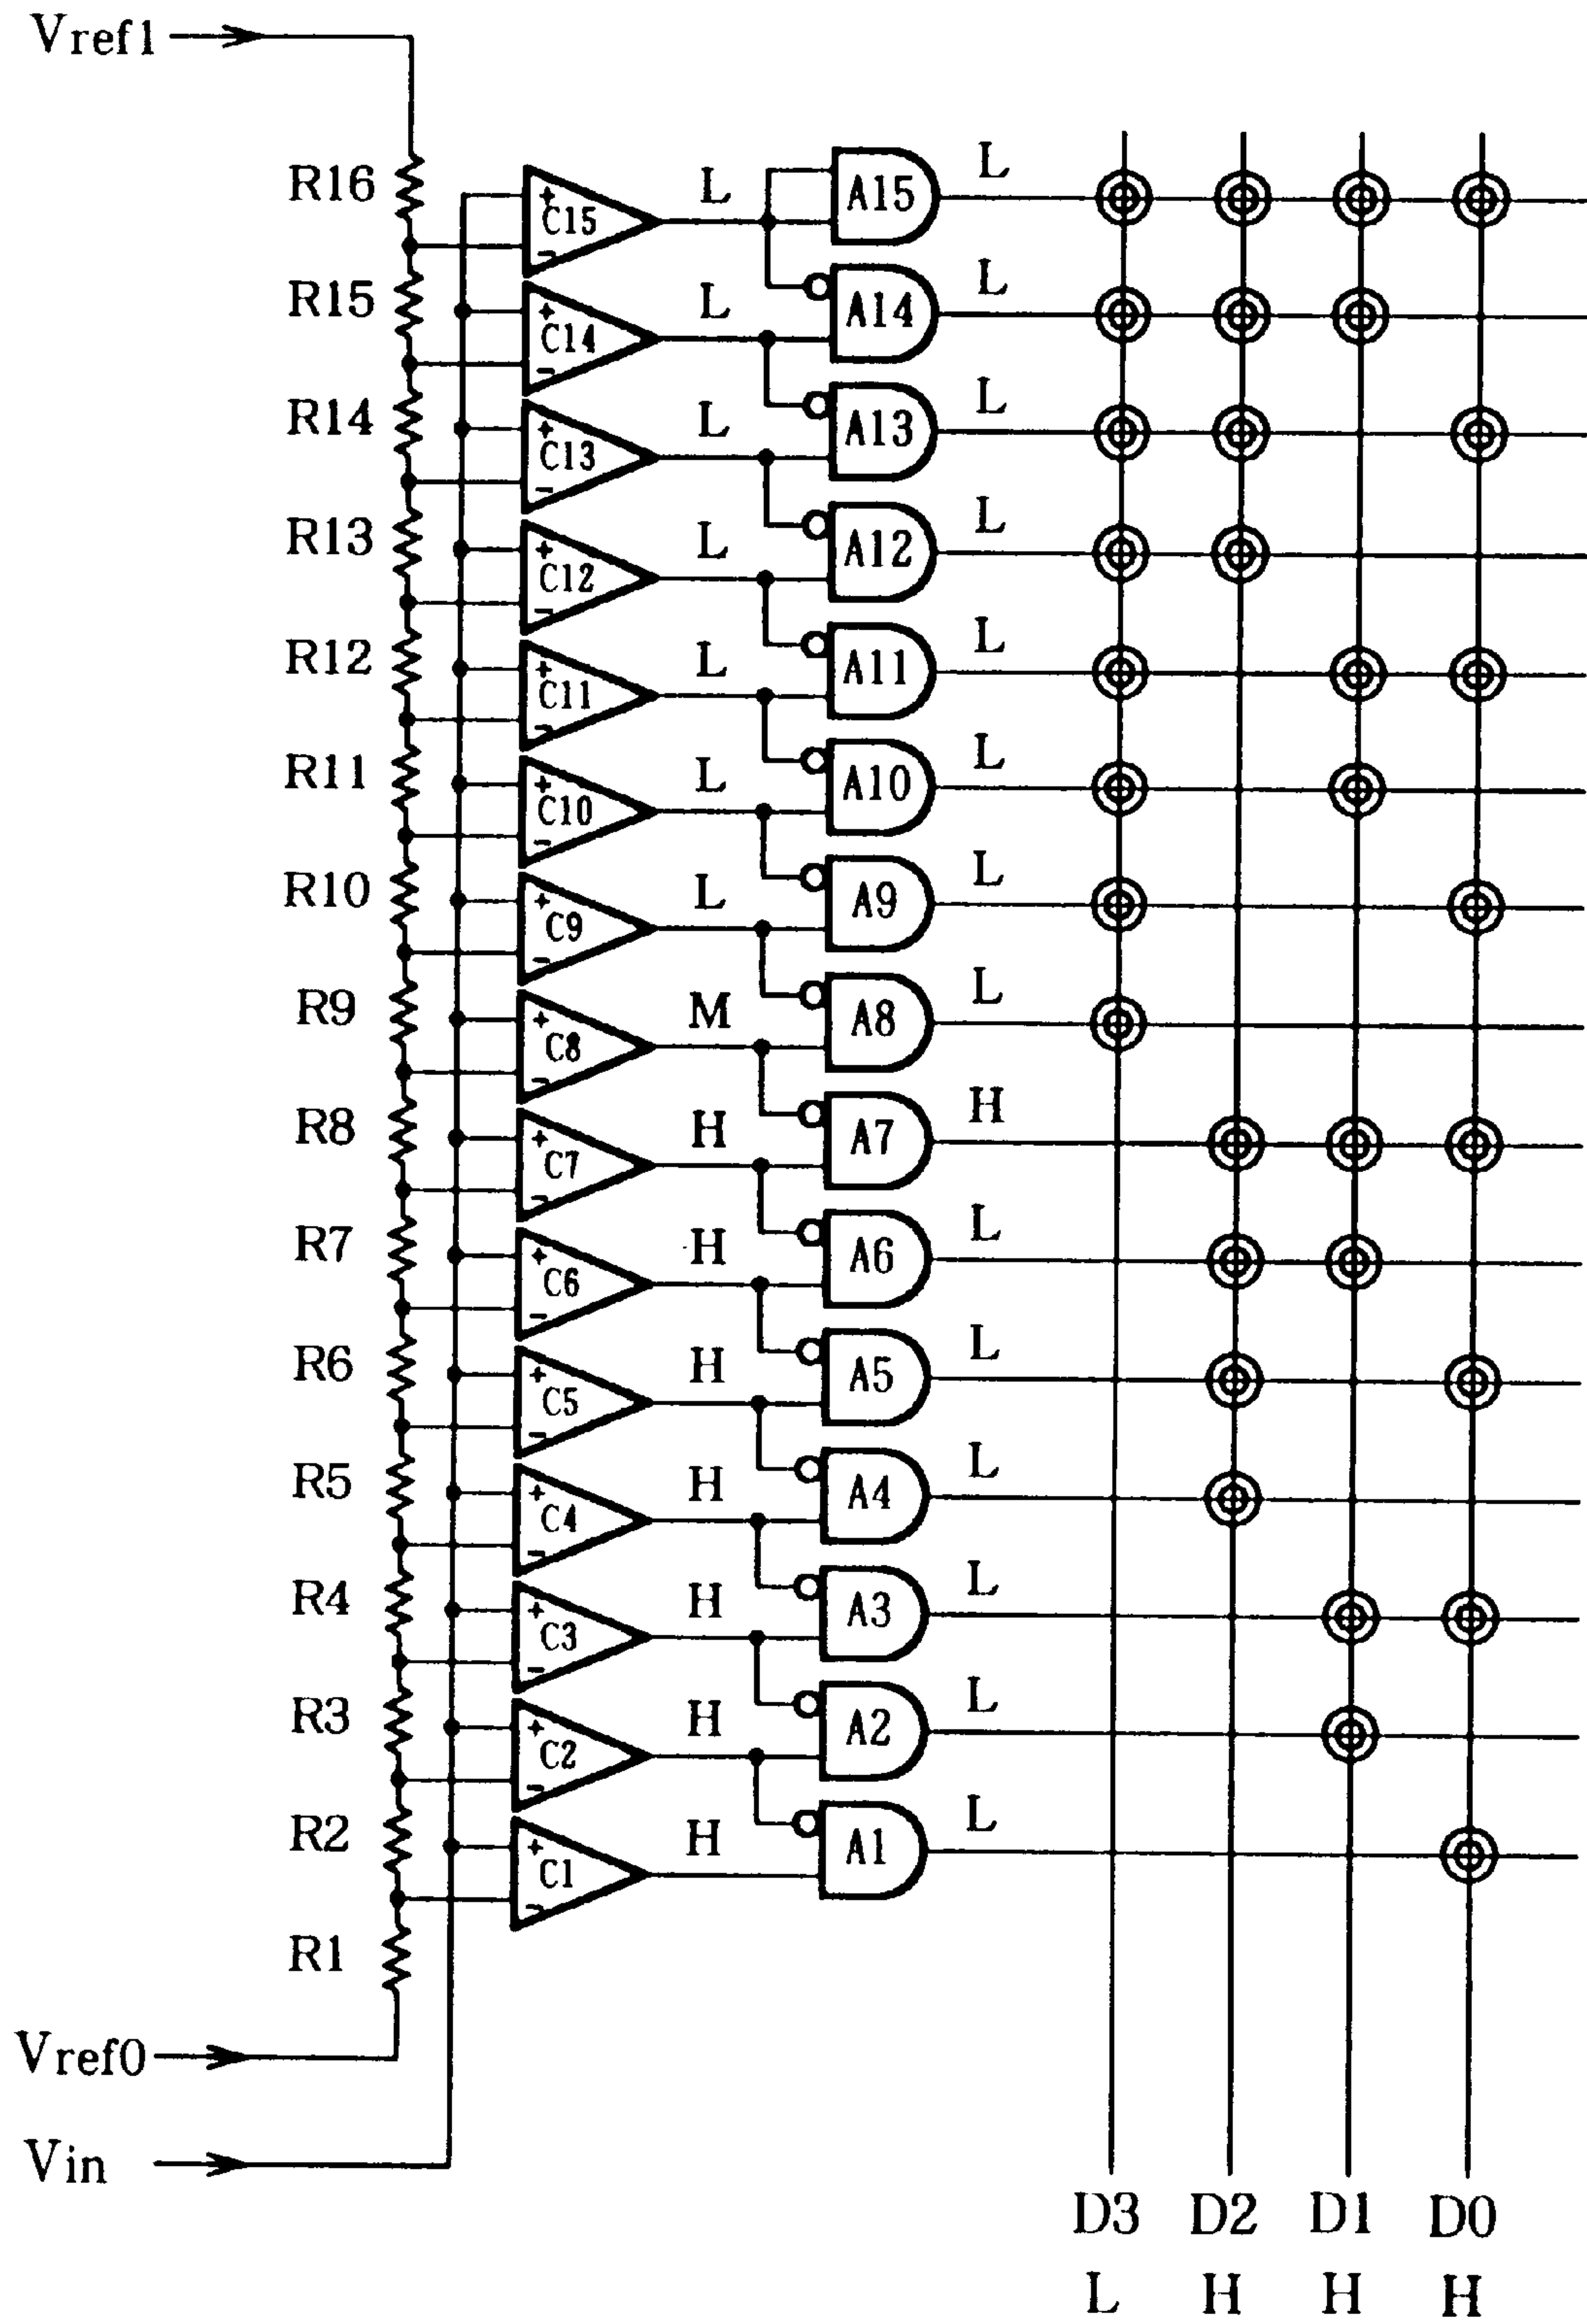 Vref1
R16 + C15 - L A15 L
R15 + C14 - L A14 L
R14 + C13 - L A13 L
R13 + C12 - L A12 L
R12 + C11 - L A11 L
R11 + C10 - L A10 L
R10 + C9 - L A9 L
R9 + C8 - M A8 L
R8 + C7 - H A7 H
R7 + C6 - H A6 L
R6 + C5 - H A5 L
R5 + C4 - H A4 L
R4 + C3 - H A3 L
R3 + C2 - H A2 L
R2 + C1 - H A1 L
R1
Vref0
Vin
D3 D2 D1 D0
L H H H